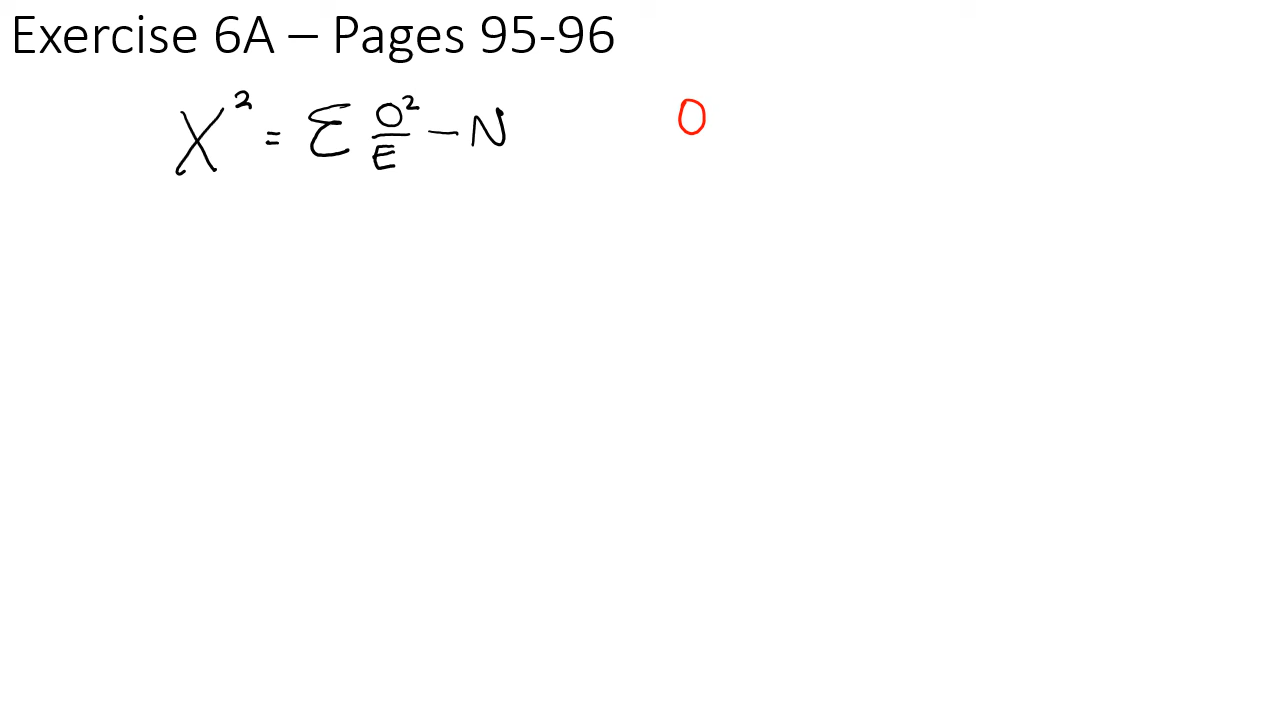 Exercise 6A – Pages 95-96
X² = Σ O²/E – N
O